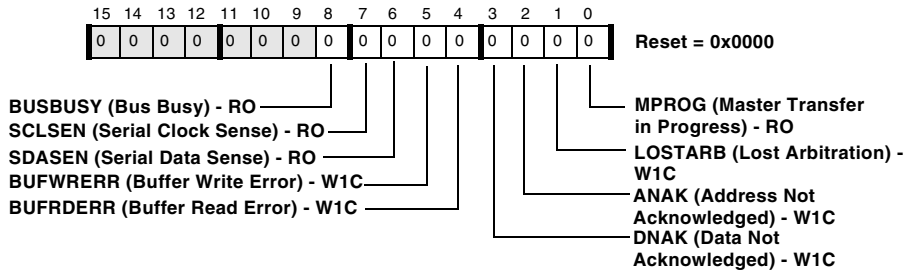 15 14 13 12 11 10 9 8 7 6 5 4 3 2 1 0
0 0 0 0 0 0 0 0 0 0 0 0 0 0 0 0
Reset = 0x0000
BUSBUSY (Bus Busy) - RO
SCLSEN (Serial Clock Sense) - RO
SDASEN (Serial Data Sense) - RO
BUFWRERR (Buffer Write Error) - W1C
BUFRDERR (Buffer Read Error) - W1C
MPROG (Master Transfer
in Progress) - RO
LOSTARB (Lost Arbitration) -
W1C
ANAK (Address Not
Acknowledged) - W1C
DNAK (Data Not
Acknowledged) - W1C